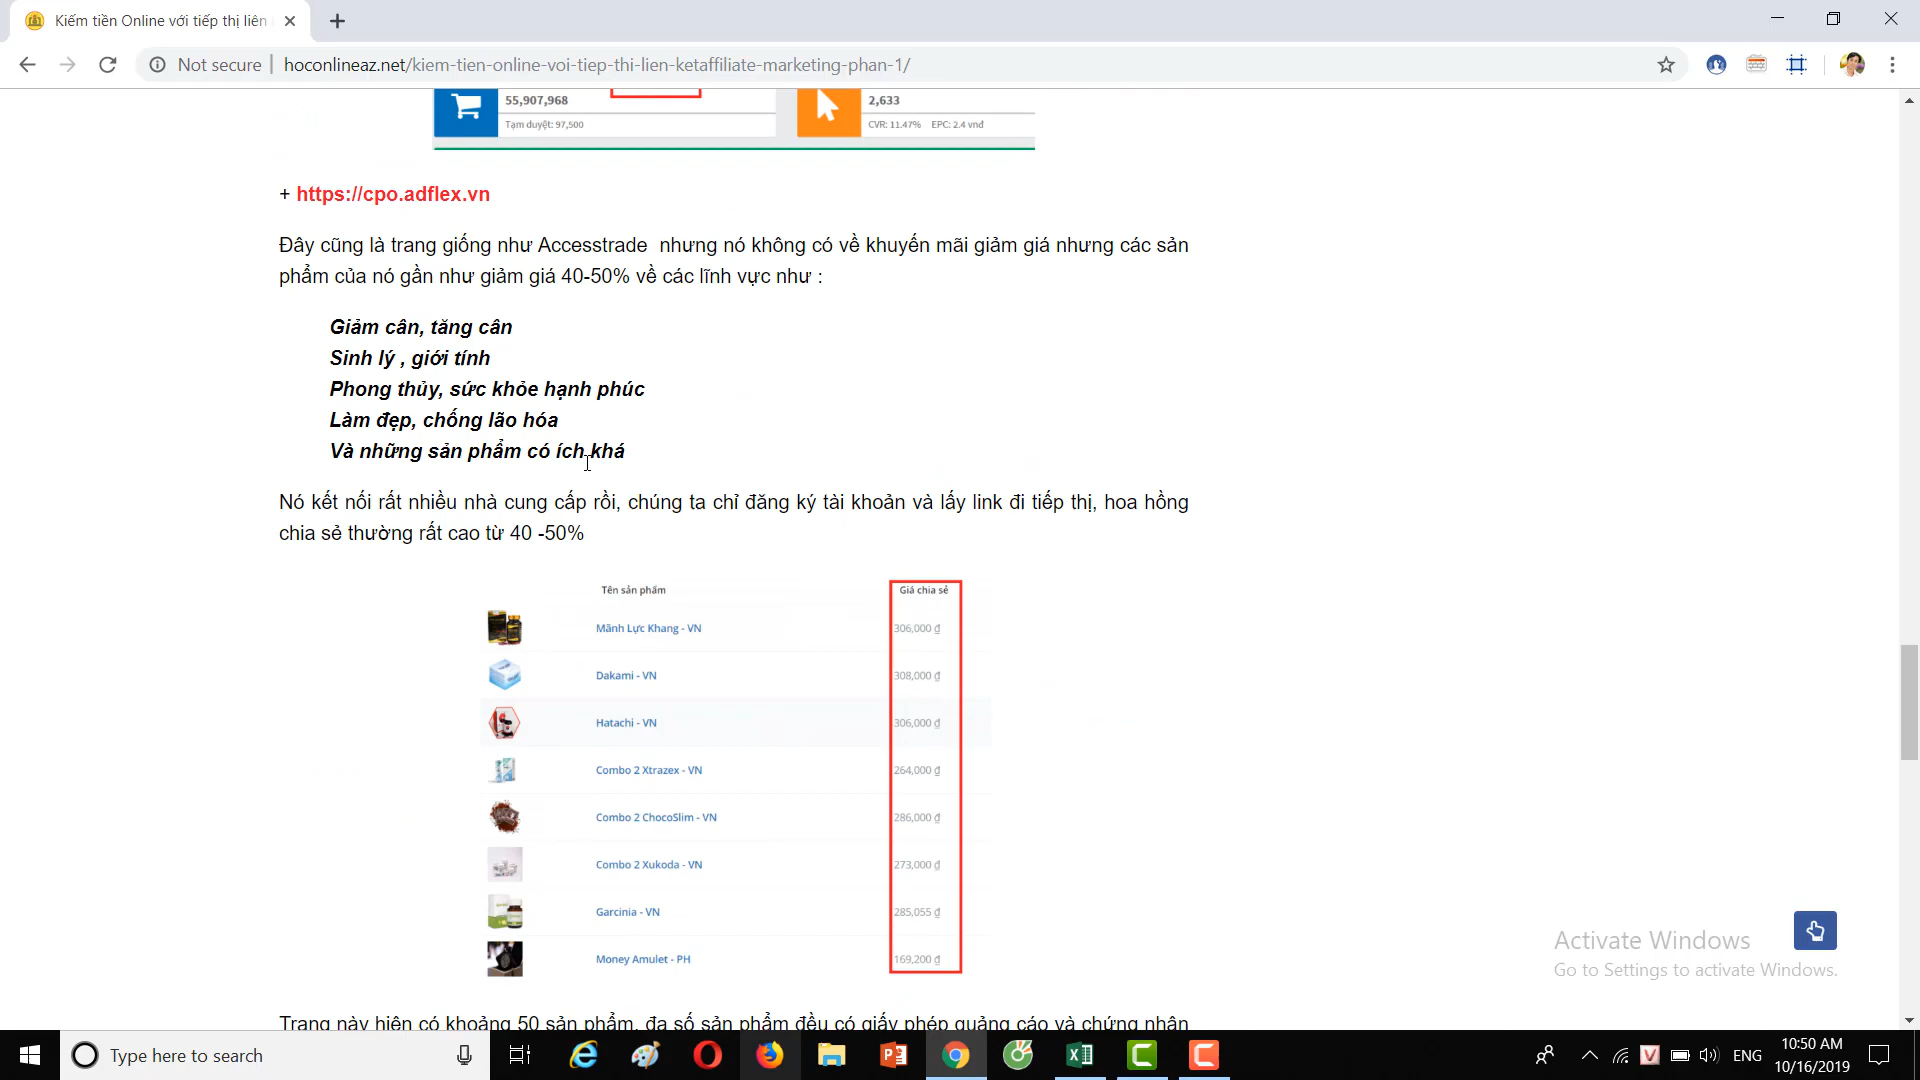 Kiếm tiền Online với tiếp thị liên
Not secure
hoconlineaz.net/kiem-tien-online-voi-tiep-thi-lien-ketaffiliate-marketing-phan-1/
55,907,968
Tạm duyệt: 97,500
2,633
CVR: 11.47% EPC: 2.4 vnđ
+ https://cpo.adflex.vn
Đây cũng là trang giống như Accesstrade nhưng nó không có về khuyến mãi giảm giá nhưng các sản
phẩm của nó gần như giảm giá 40-50% về các lĩnh vực như :
Giảm cân, tăng cân
Sinh lý , giới tính
Phong thủy, sức khỏe hạnh phúc
Làm đẹp, chống lão hóa
Và những sản phẩm có ích khá
Nó kết nối rất nhiều nhà cung cấp rồi, chúng ta chỉ đăng ký tài khoản và lấy link đi tiếp thị, hoa hồng
chia sẻ thường rất cao từ 40 -50%
Tên sản phẩm Giá chia sẻ
Mãnh Lực Khang - VN 306,000 ₫
Dakami - VN 308,000 ₫
Hatachi - VN 306,000 ₫
Combo 2 Xtrazex - VN 264,000 ₫
Combo 2 ChocoSlim - VN 286,000 ₫
Combo 2 Xukoda - VN 273,000 ₫
Garcinia - VN 285,055 ₫
Money Amulet - PH 169,200 ₫
Activate Windows
Go to Settings to activate Windows.
Trang này hiện có khoảng 50 sản phẩm, đa số sản phẩm đều có giấy phép quảng cáo và chứng nhận
Type here to search
ENG
10:50 AM
10/16/2019